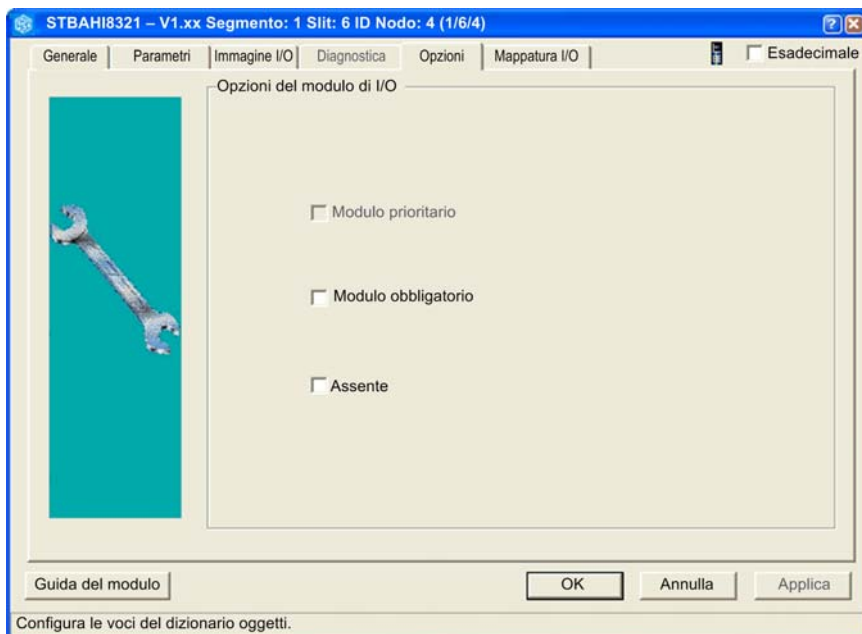 STBAHI8321 – V1.xx Segmento: 1 Slit: 6 ID Nodo: 4 (1/6/4)
Generale Parametri Immagine I/O Diagnostica Opzioni Mappatura I/O Esadecimale
Opzioni del modulo di I/O
Modulo prioritario
Modulo obbligatorio
Assente
Guida del modulo OK Annulla Applica
Configura le voci del dizionario oggetti.